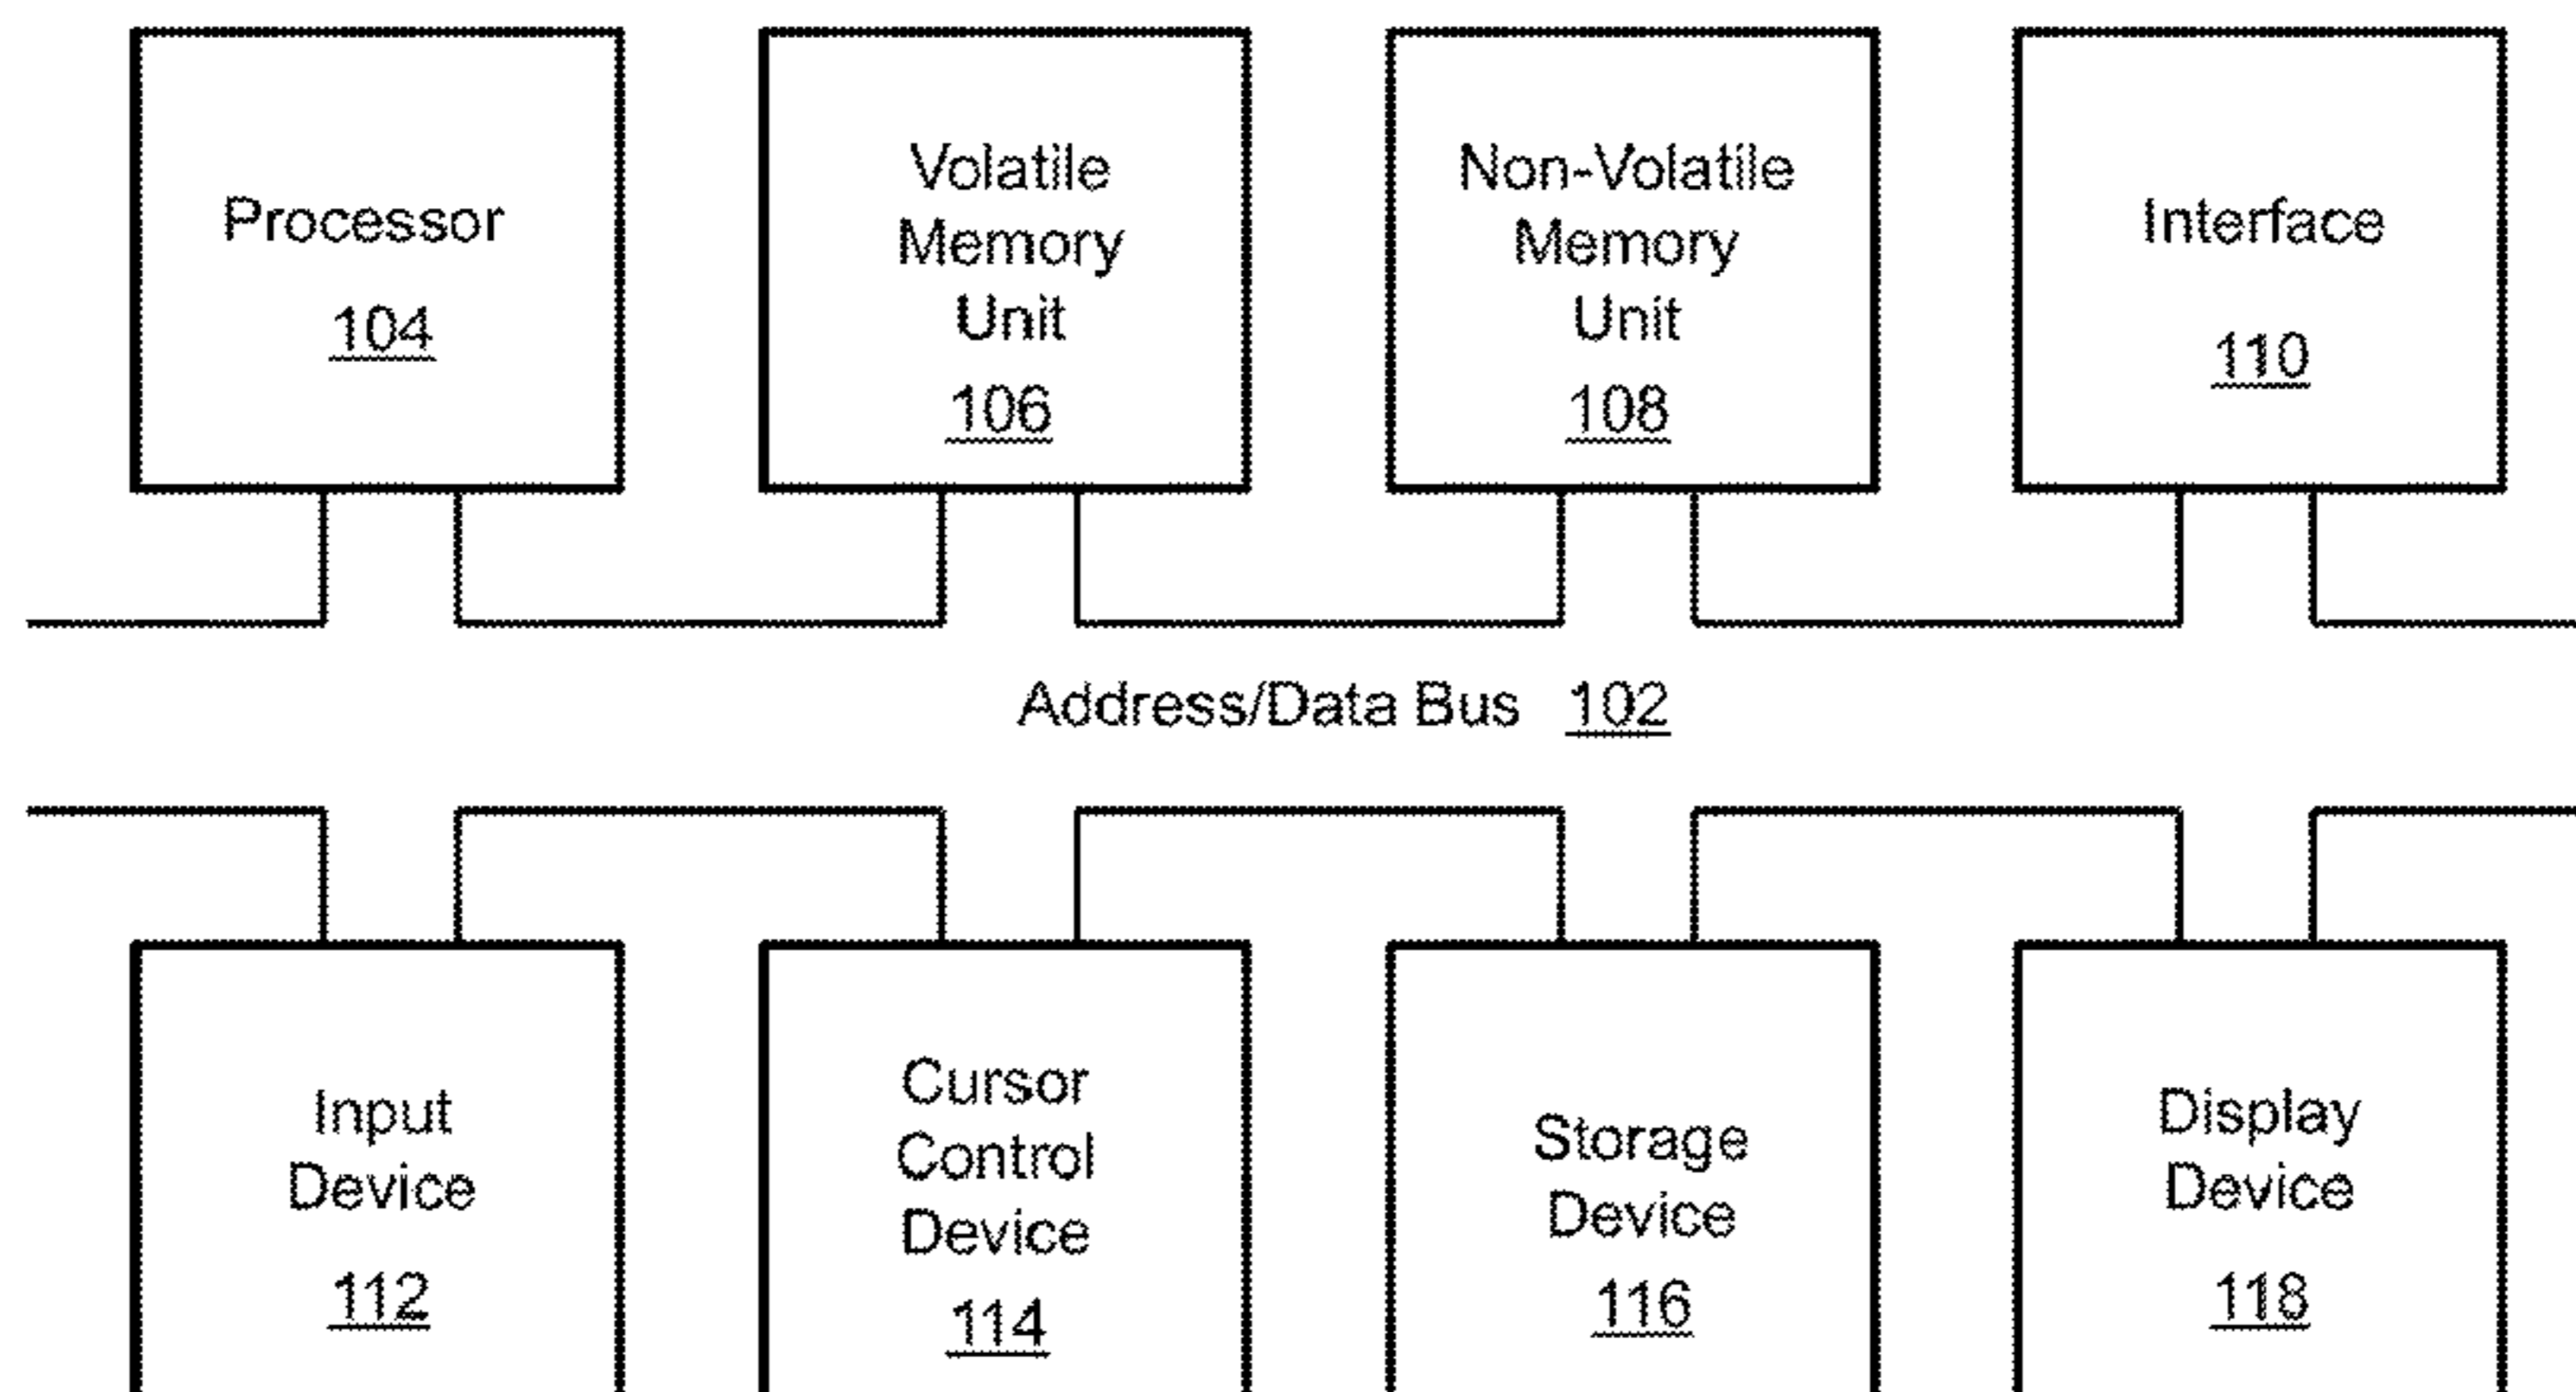 Processor
104
Volatile
Memory
Unit
106
Non-Volatile
Memory
Unit
108
Interface
110
Address/Data Bus 102
Input
Device
112
Cursor
Control
Device
114
Storage
Device
116
Display
Device
118